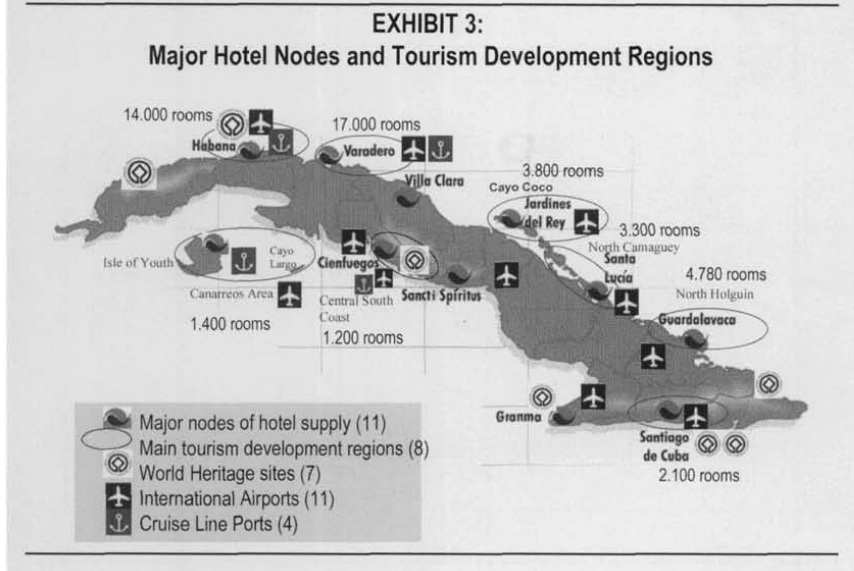 EXHIBIT 3:
Major Hotel Nodes and Tourism Development Regions
14.000 rooms
Habana
17.000 rooms
Varadero
Villa Clara
3.800 rooms
Cayo Coco
Jardines
del Rey
3.300 rooms
North Camaguey
Santa
Lucía
4.780 rooms
North Holguin
Guardalavaca
Isle of Youth
Cayo
Largo
Canarreos Area
1.400 rooms
Cienfuegos
Central South
Coast
1.200 rooms
Sancti Spíritus
Granma
Santiago
de Cuba
2.100 rooms
Major nodes of hotel supply (11)
Main tourism development regions (8)
World Heritage sites (7)
International Airports (11)
Cruise Line Ports (4)